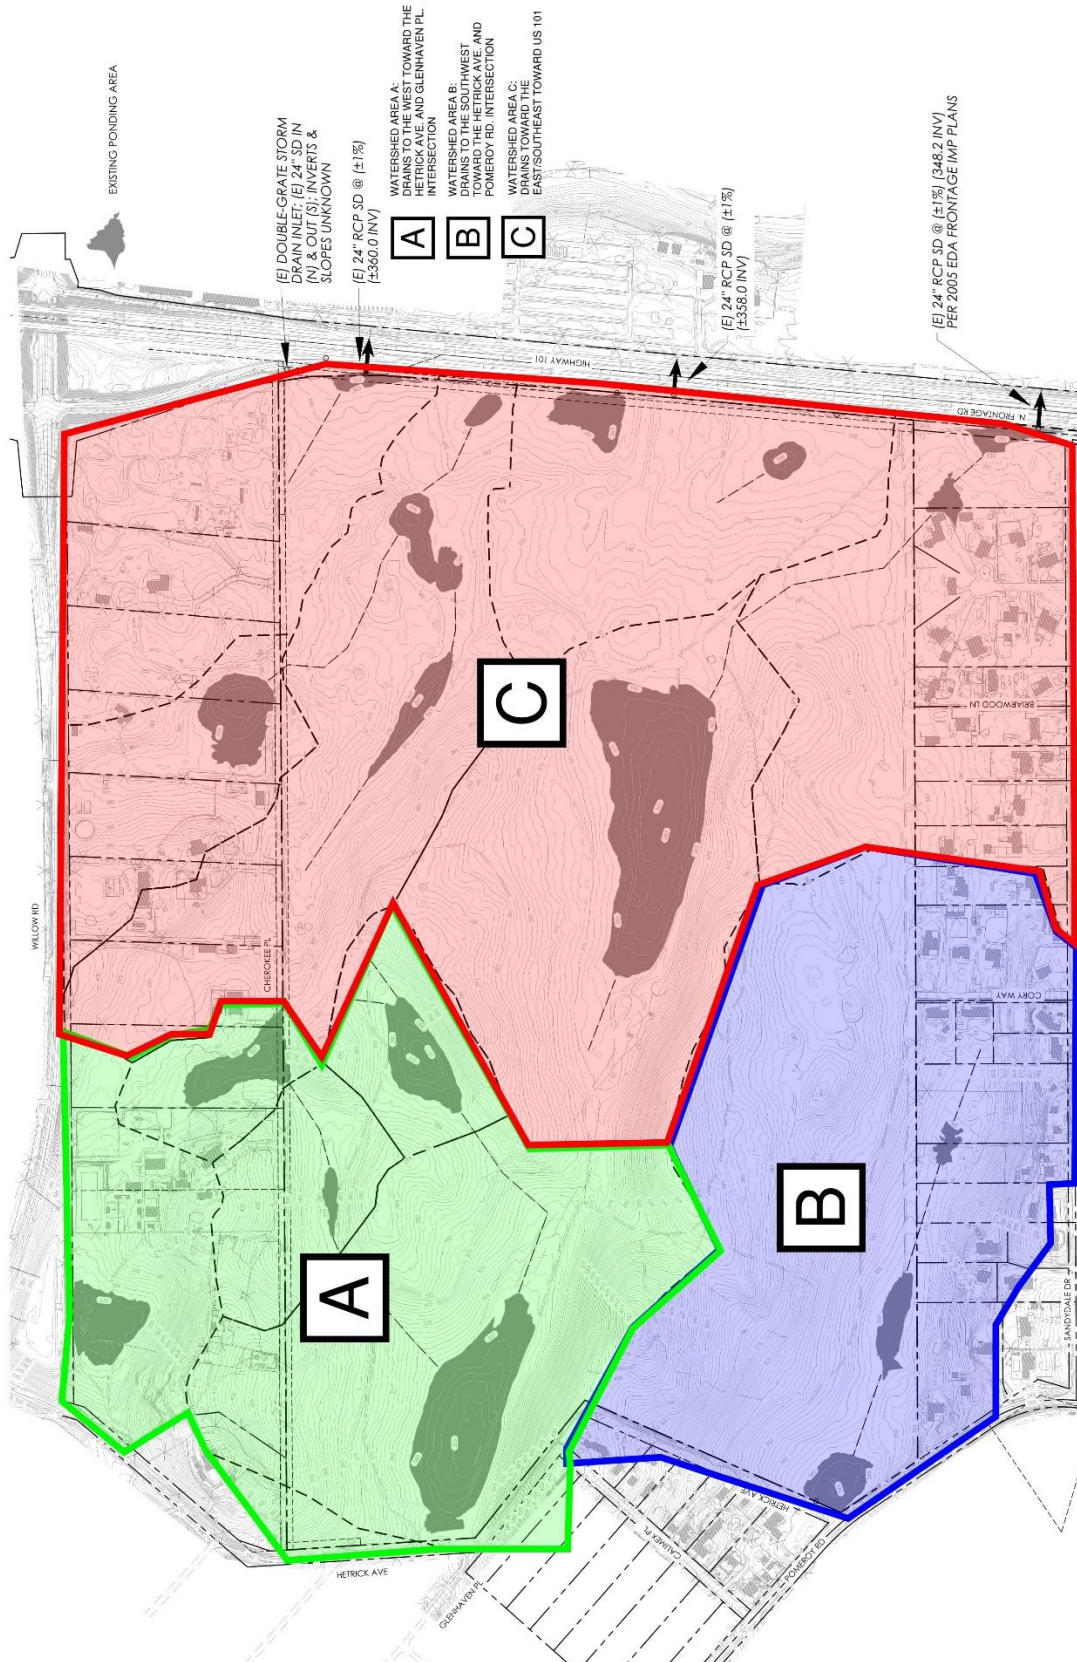 EXISTING PONDING AREA
(E) DOUBLE-GRATE STORM
DRAIN INLET; (E) 24" SD IN
(N) & OUT (S); INVERTS &
SLOPES UNKNOWN
(E) 24" RCP SD @ (±1%)
(±360.0 INV)
A
WATERSHED AREA A:
DRAINS TO THE WEST TOWARD THE
HETRICK AVE. AND GLENHAVEN PL.
INTERSECTION
B
WATERSHED AREA B:
DRAINS TO THE SOUTHWEST
TOWARD THE HETRICK AVE. AND
POMEROY RD. INTERSECTION
C
WATERSHED AREA C:
DRAINS TOWARD THE
EAST/SOUTHEAST TOWARD US 101
(E) 24" RCP SD @ (±1%)
(±358.0 INV)
(E) 24" RCP SD @ (±1%) (348.2 INV)
PER 2005 EDA FRONTAGE IMP PLANS
HIGHWAY 101
N. FRONTAGE RD
WILLOW RD
CHEROKEE PL
C
BRIARWOOD LN
CORY WAY
A
B
SANDYDALE DR
HETRICK AVE
HETRICK AVE
GLENHAVEN PL
CALIMEX PL
POMEROY RD